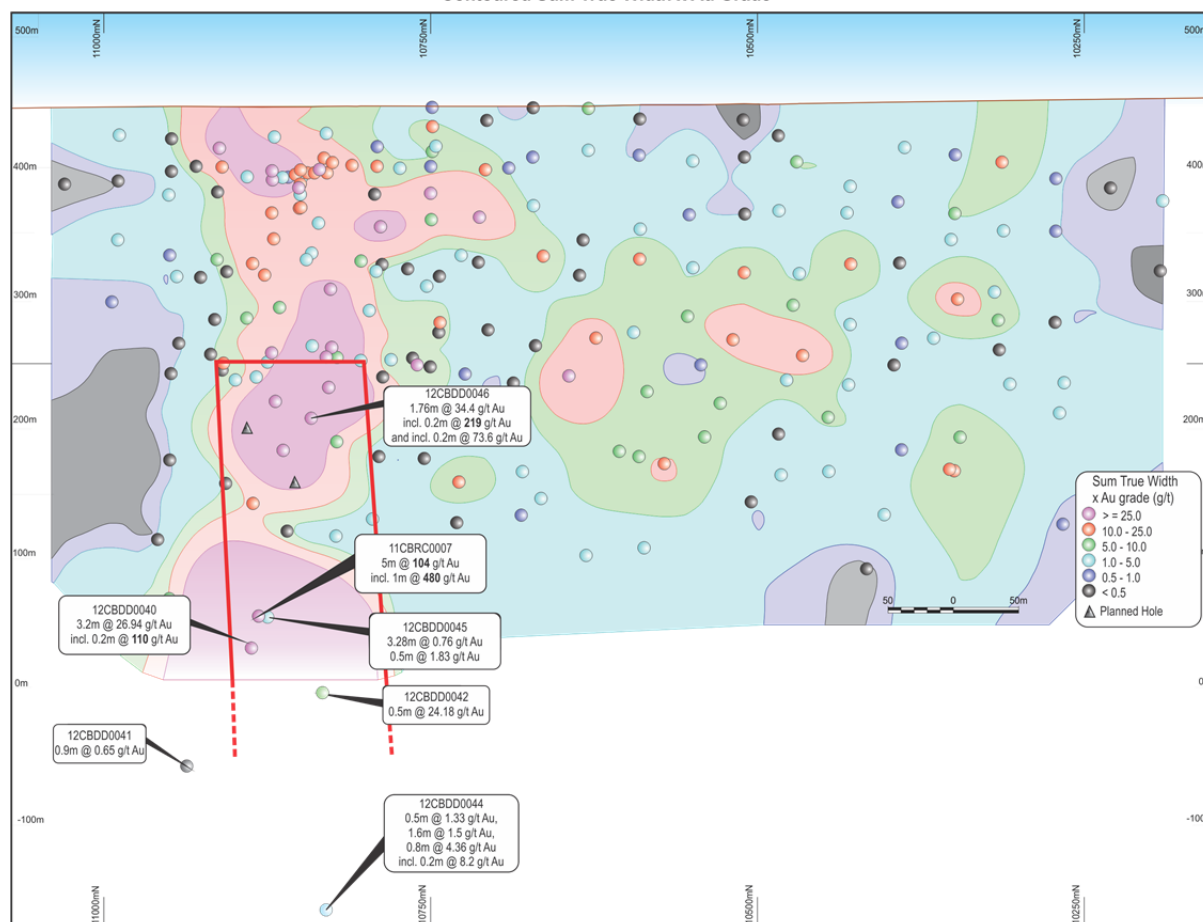 11000mN
10750mN
10500mN
10250mN
500m
400m
400m
300m
300m
200m
200m
100m
0m
-100m
-100
12CBDD0046
1.76m @ 34.4 g/t Au
incl. 0.2m @ 219 g/t Au
and incl. 0.2m @ 73.6 g/t Au
11CBRC0007
5m @ 104 g/t Au
incl. 1m @ 480 g/t Au
12CBDD0040
3.2m @ 26.94 g/t Au
incl. 0.2m @ 110 g/t Au
12CBDD0045
3.28m @ 0.76 g/t Au
0.5m @ 1.83 g/t Au
12CBDD0042
0.5m @ 24.18 g/t Au
12CBDD0041
0.9m @ 0.65 g/t Au
12CBDD0044
0.5m @ 1.33 g/t Au,
1.6m @ 1.5 g/t Au,
0.8m @ 4.36 g/t Au
incl. 0.2m @ 8.2 g/t Au
Sum True Width
x Au grade (g/t)
> = 25.0
10.0 - 25.0
5.0 - 10.0
1.0 - 5.0
0.5 - 1.0
< 0.5
Planned Hole
50
0
50m
11000mN
10750mN
10500mN
10250mN